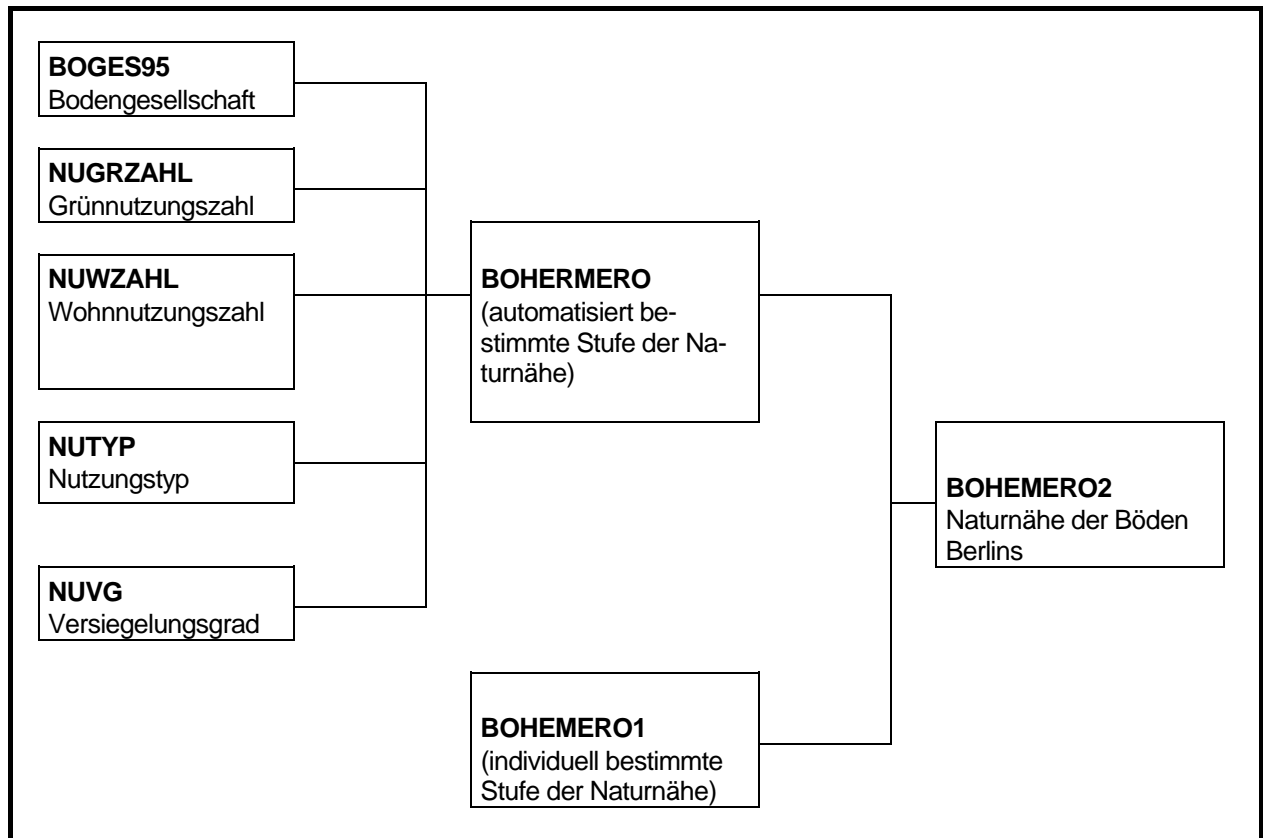 BOGES95
Bodengesellschaft
NUGRZAHL
Grünnutzungszahl
NUWZAHL
Wohnnutzungszahl
NUTYP
Nutzungstyp
NUVG
Versiegelungsgrad
BOHERMERO
(automatisiert be-
stimmte Stufe der Na-
turnähe)
BOHEMERO1
(individuell bestimmte
Stufe der Naturnähe)
BOHEMERO2
Naturnähe der Böden
Berlins